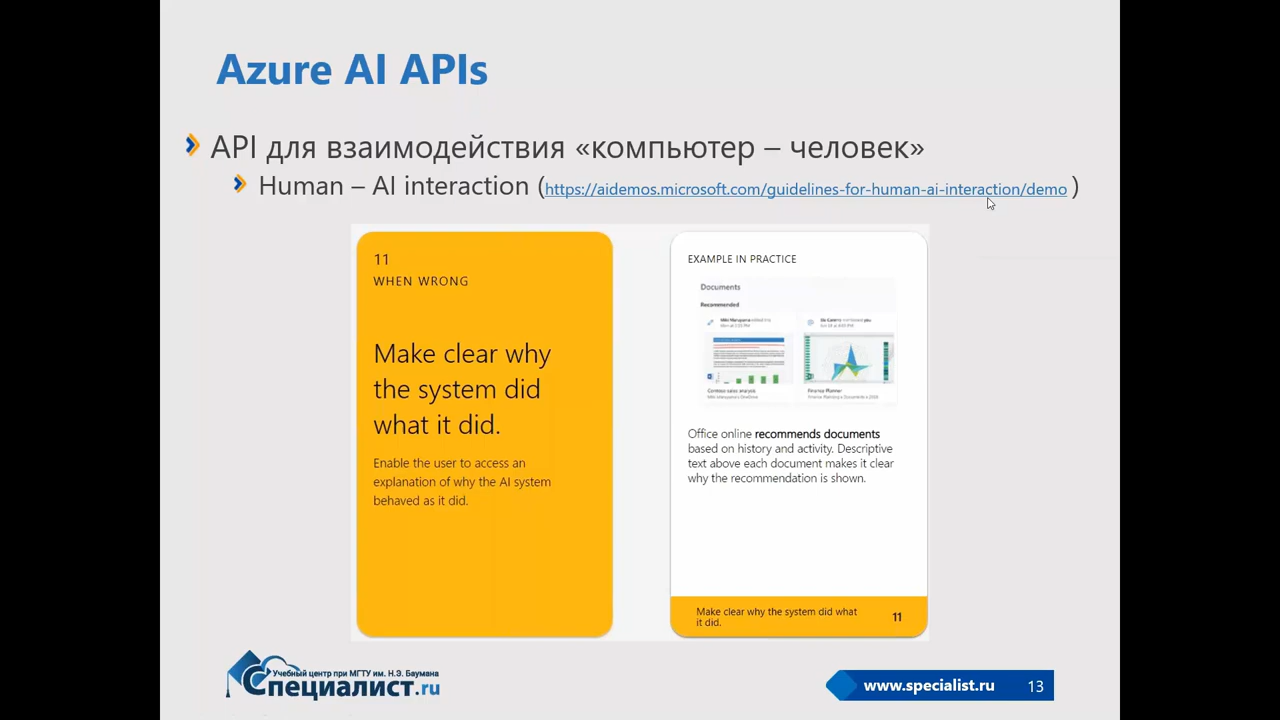 Azure AI APIs
API для взаимодействия «компьютер – человек»
Human – AI interaction (https://aidemos.microsoft.com/guidelines-for-human-ai-interaction/demo )
11
WHEN WRONG
Make clear why
the system did
what it did.
Enable the user to access an
explanation of why the AI system
behaved as it did.
EXAMPLE IN PRACTICE
Documents
Recommended
Contoso sales analysis
Finance Planner
Office online recommends documents
based on history and activity. Descriptive
text above each document makes it clear
why the recommendation is shown.
Make clear why the system did what
it did.
11
Учебный центр при МГТУ им. Н.Э. Баумана
Специалист.ru
www.specialist.ru
13